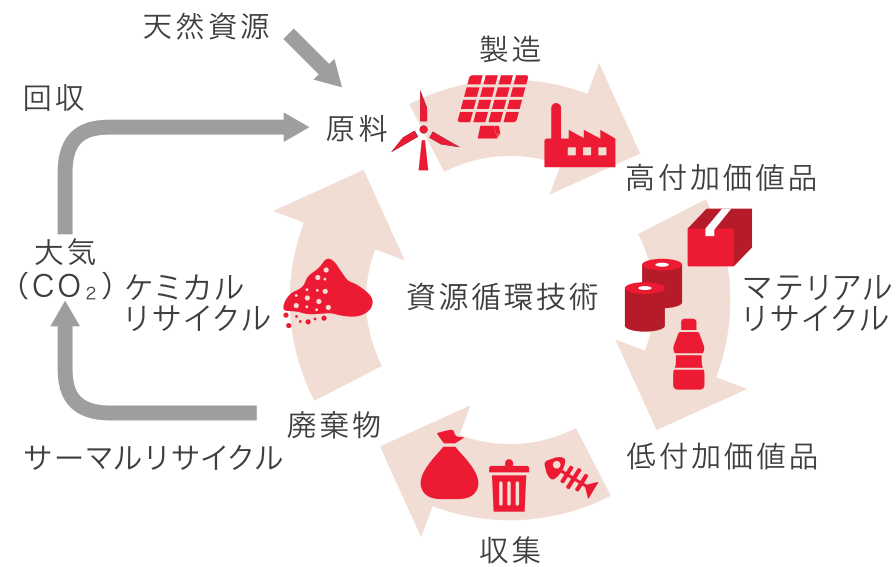 天然資源
製造
回収
原料
高付加価値品
大気
（CO₂）
ケミカル
リサイクル
資源循環技術
マテリアル
リサイクル
廃棄物
サーマルリサイクル
低付加価値品
収集